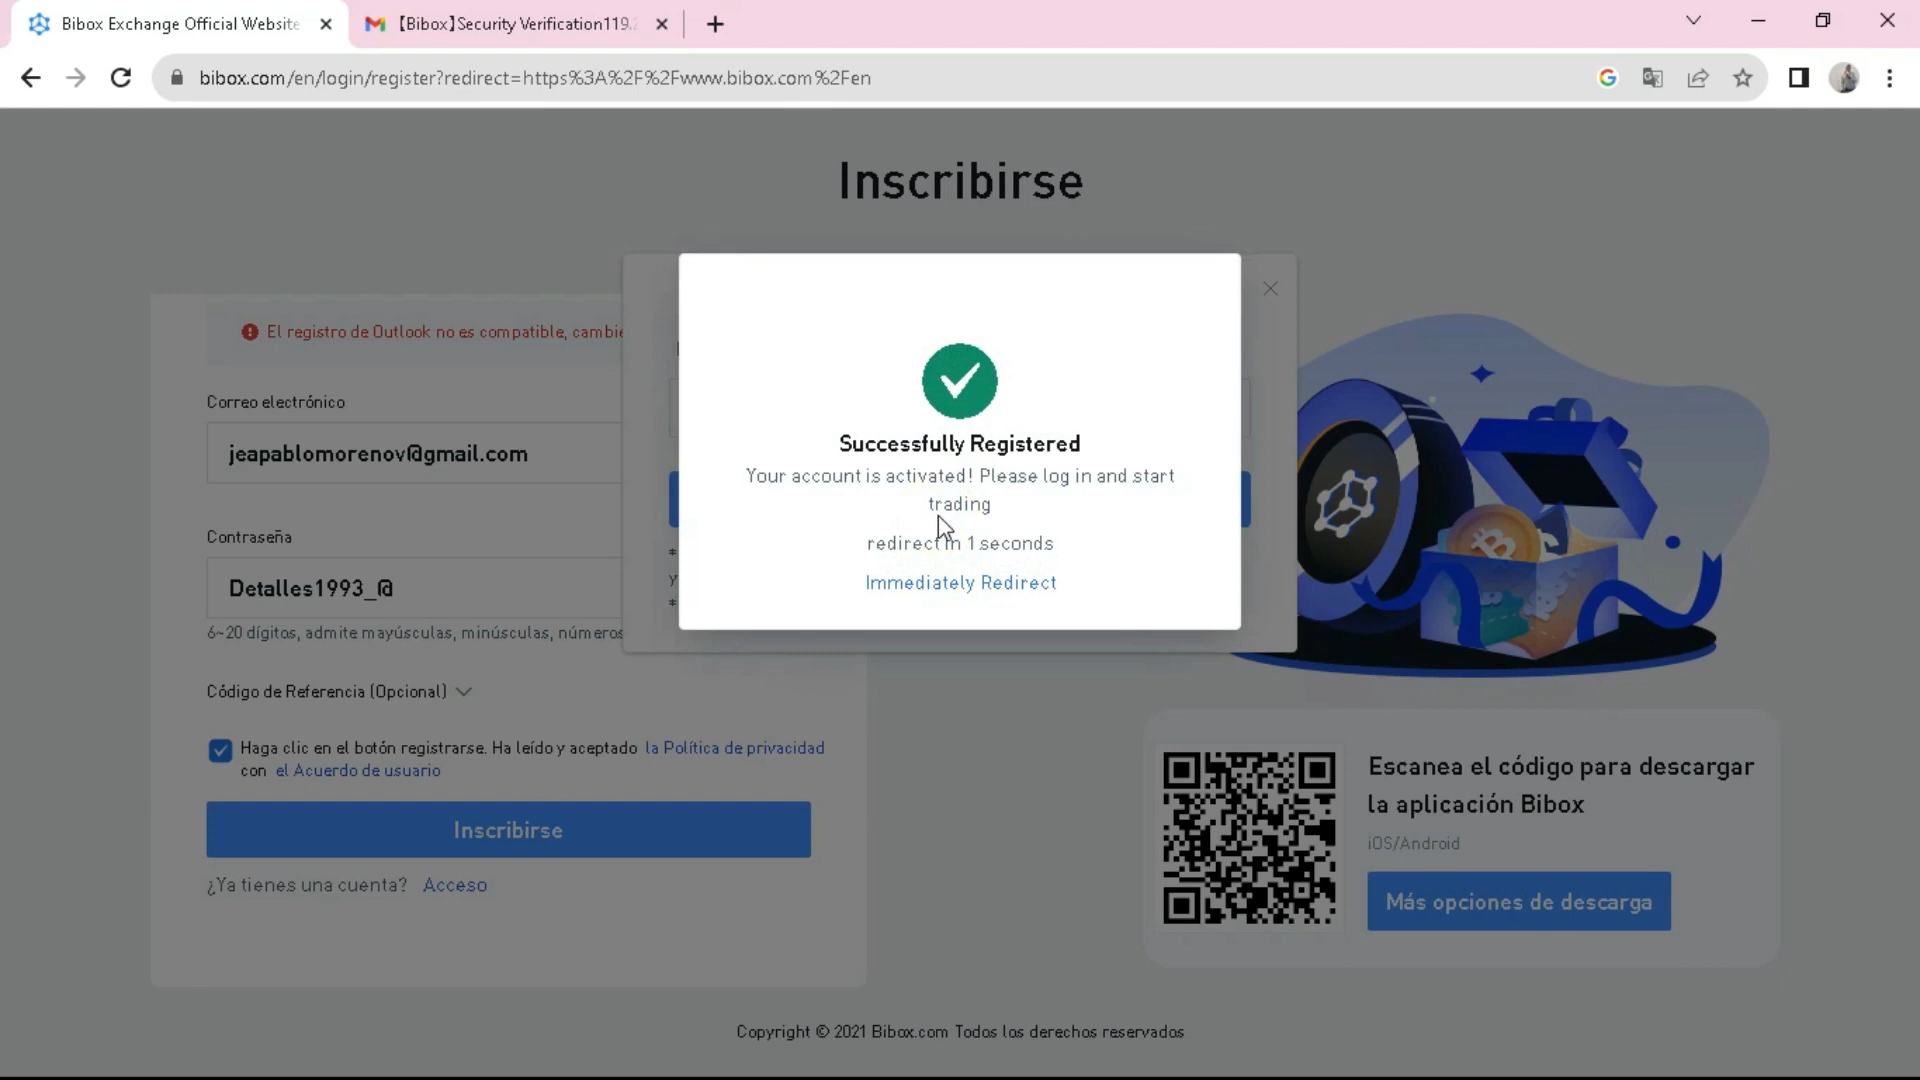 Bibox Exchange Official Website
【Bibox】Security Verification119.
bibox.com/en/login/register?redirect=https%3A%2F%2Fwww.bibox.com%2Fen
Inscribirse
El registro de Outlook no es compatible, cambie
Correo electrónico
jeapablomorenov@gmail.com
Contraseña
Detalles1993_@
6~20 dígitos, admite mayúsculas, minúsculas, números
Código de Referencia (Opcional)
Haga clic en el botón registrarse. Ha leído y aceptado la Política de privacidad
con el Acuerdo de usuario
Inscribirse
¿Ya tienes una cuenta? Acceso
Successfully Registered
Your account is activated! Please log in and start
trading
redirect in 1 seconds
Immediately Redirect
Escanea el código para descargar
la aplicación Bibox
iOS/Android
Más opciones de descarga
Copyright © 2021 Bibox.com Todos los derechos reservados